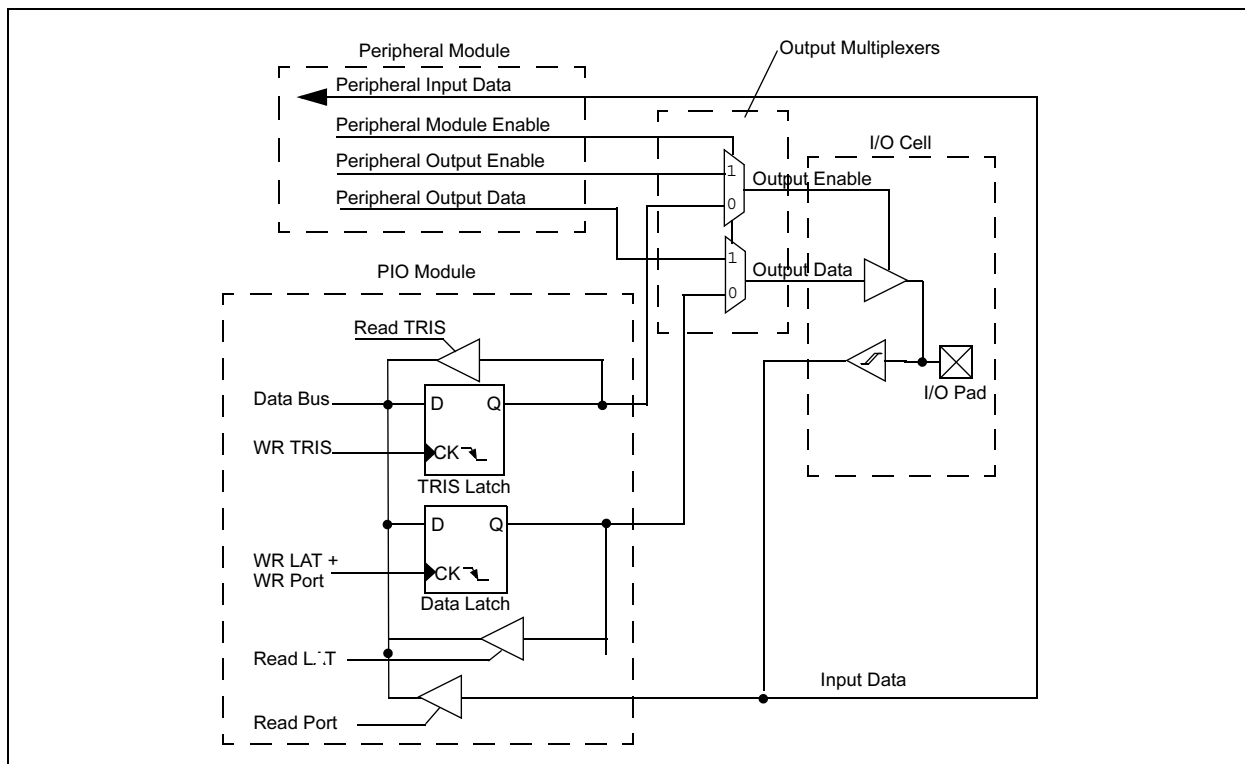 Peripheral Module
Output Multiplexers
Peripheral Input Data
Peripheral Module Enable
Peripheral Output Enable
Peripheral Output Data
1
0
Output Enable
1
0
Output Data
I/O Cell
I/O Pad
PIO Module
Read TRIS
Data Bus
D Q
WR TRIS
CK
TRIS Latch
D Q
WR LAT +
WR Port
CK
Data Latch
Read
Input Data
Read Port